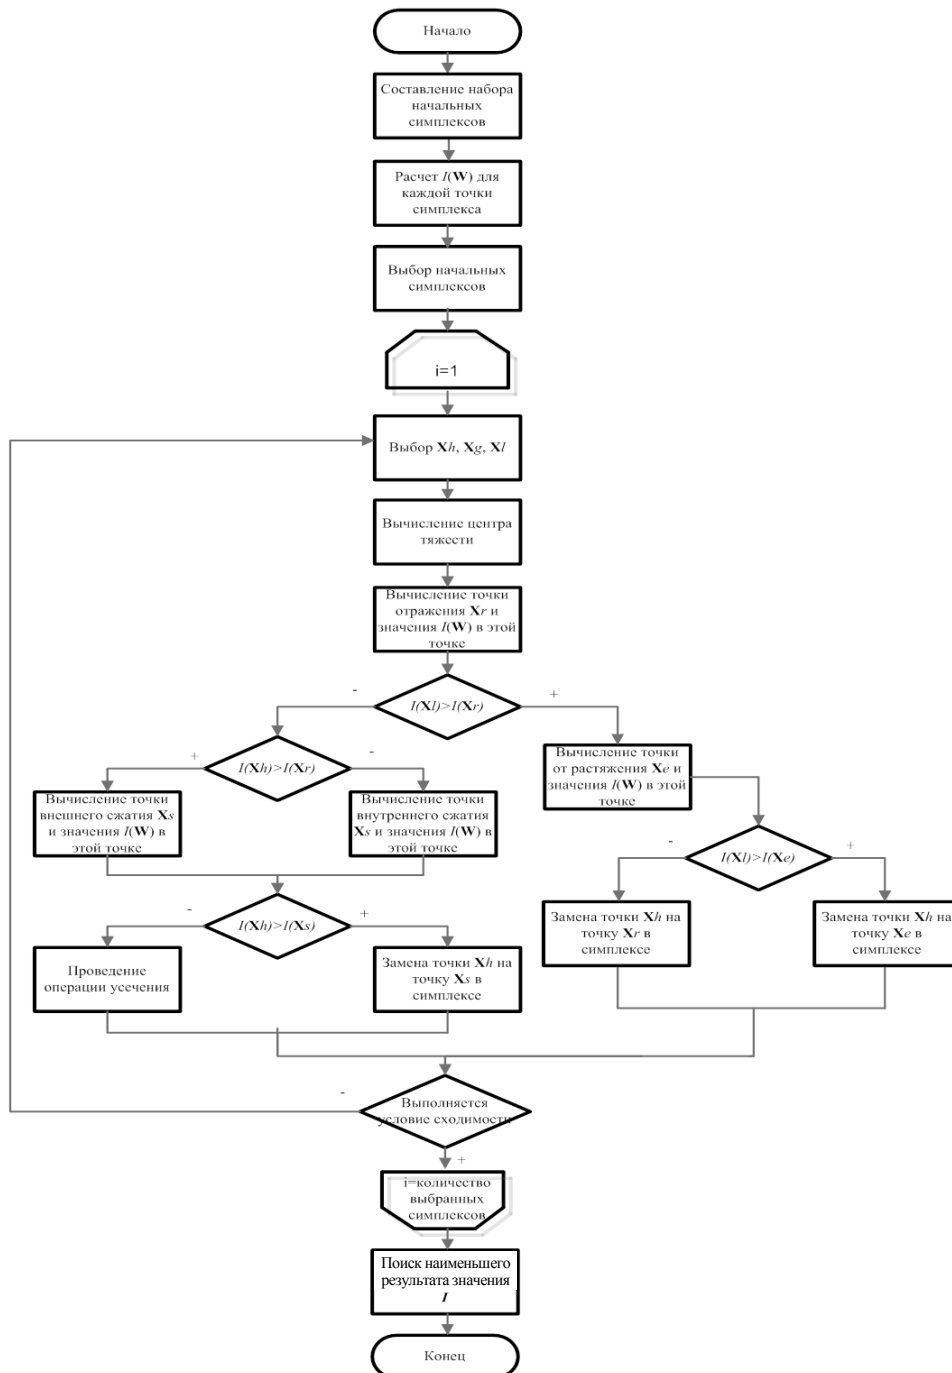 Начало
Составление набора
начальных
симплексов
Расчет I(W) для
каждой точки
симплекса
Выбор начальных
симплексов
i=1
Выбор Xh, Xg, Xl
Вычисление центра
тяжести
Вычисление точки
отражения Xr и
значения I(W) в этой
точке
-
I(Xl)>I(Xr)
+
+
I(Xh)>I(Xr)
-
Вычисление точки
от растяжения Xe и
значения I(W) в этой
точке
Вычисление точки
внешнего сжатия Xs
и значения I(W) в
этой точке
Вычисление точки
внутреннего сжатия
Xs и значения I(W) в
этой точке
-
I(Xl)>I(Xe)
+
-
I(Xh)>I(Xs)
+
Замена точки Xh на
точку Xr в
симплексе
Замена точки Xh на
точку Xe в
симплексе
Проведение
операции усечения
Замена точки Xh на
точку Xs в
симплексе
-
Выполняется
условие сходимости
+
i=количество
выбранных
симплексов
Поиск наименьшего
результата значения
I
Конец